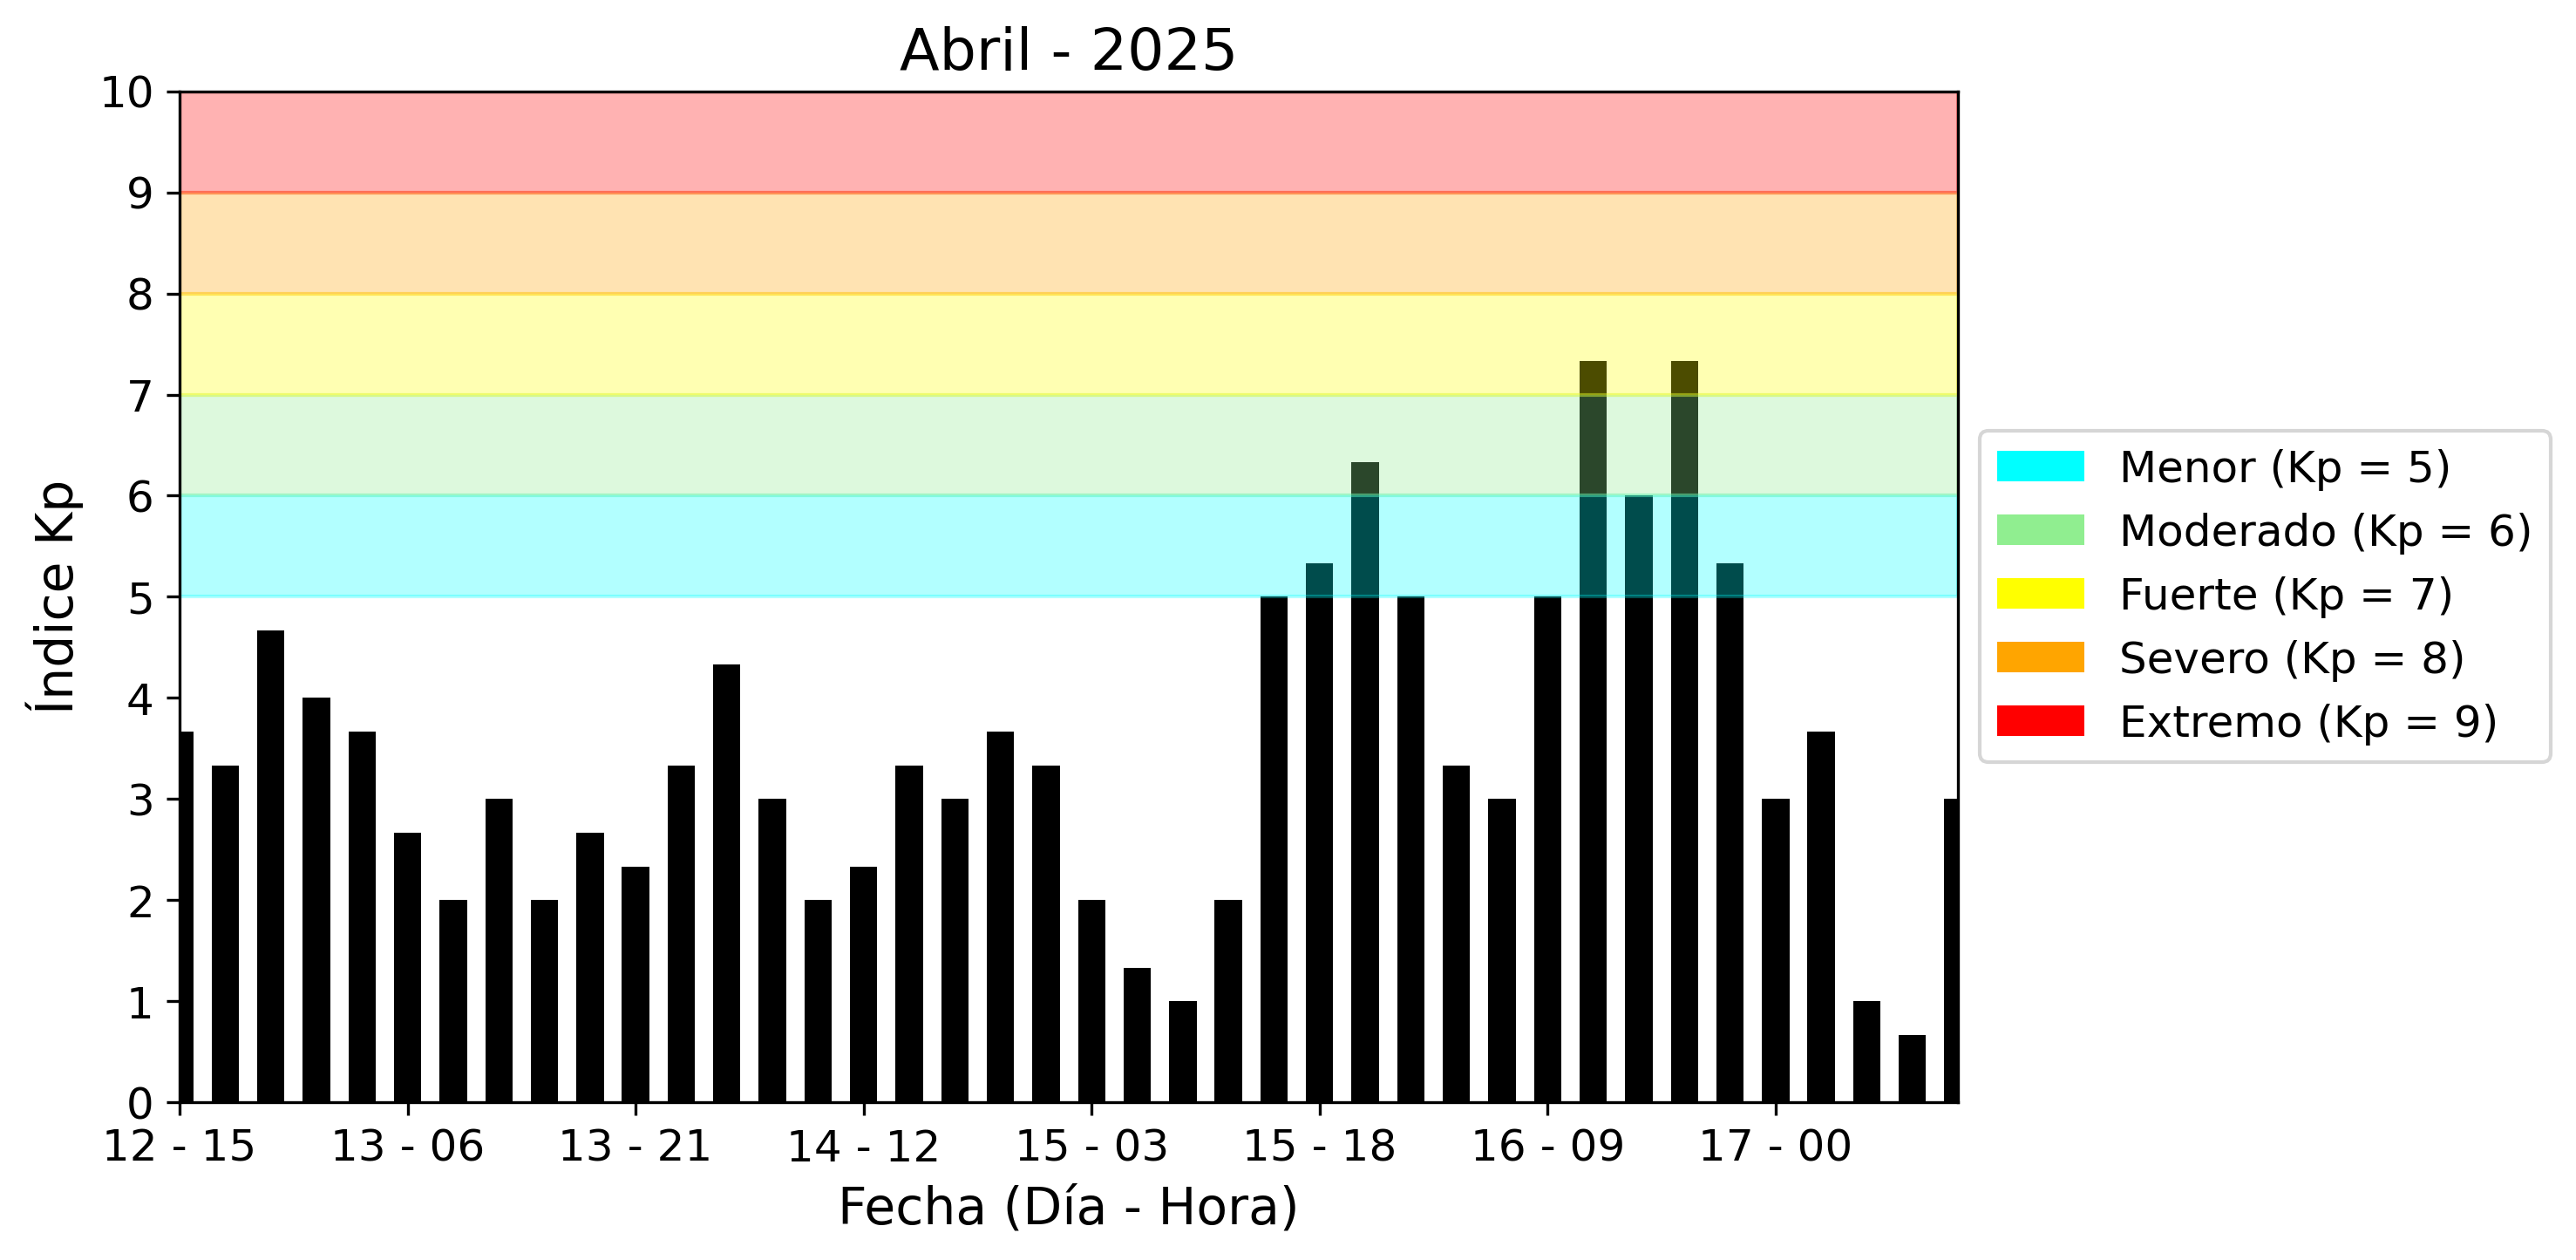 Abril - 2025
10
9
8
7
6
5
4
3
2
1
0
Índice Kp
12 - 15
13 - 06
13 - 21
14 - 12
15 - 03
15 - 18
16 - 09
17 - 00
Fecha (Día - Hora)
Menor (Kp = 5)
Moderado (Kp = 6)
Fuerte (Kp = 7)
Severo (Kp = 8)
Extremo (Kp = 9)